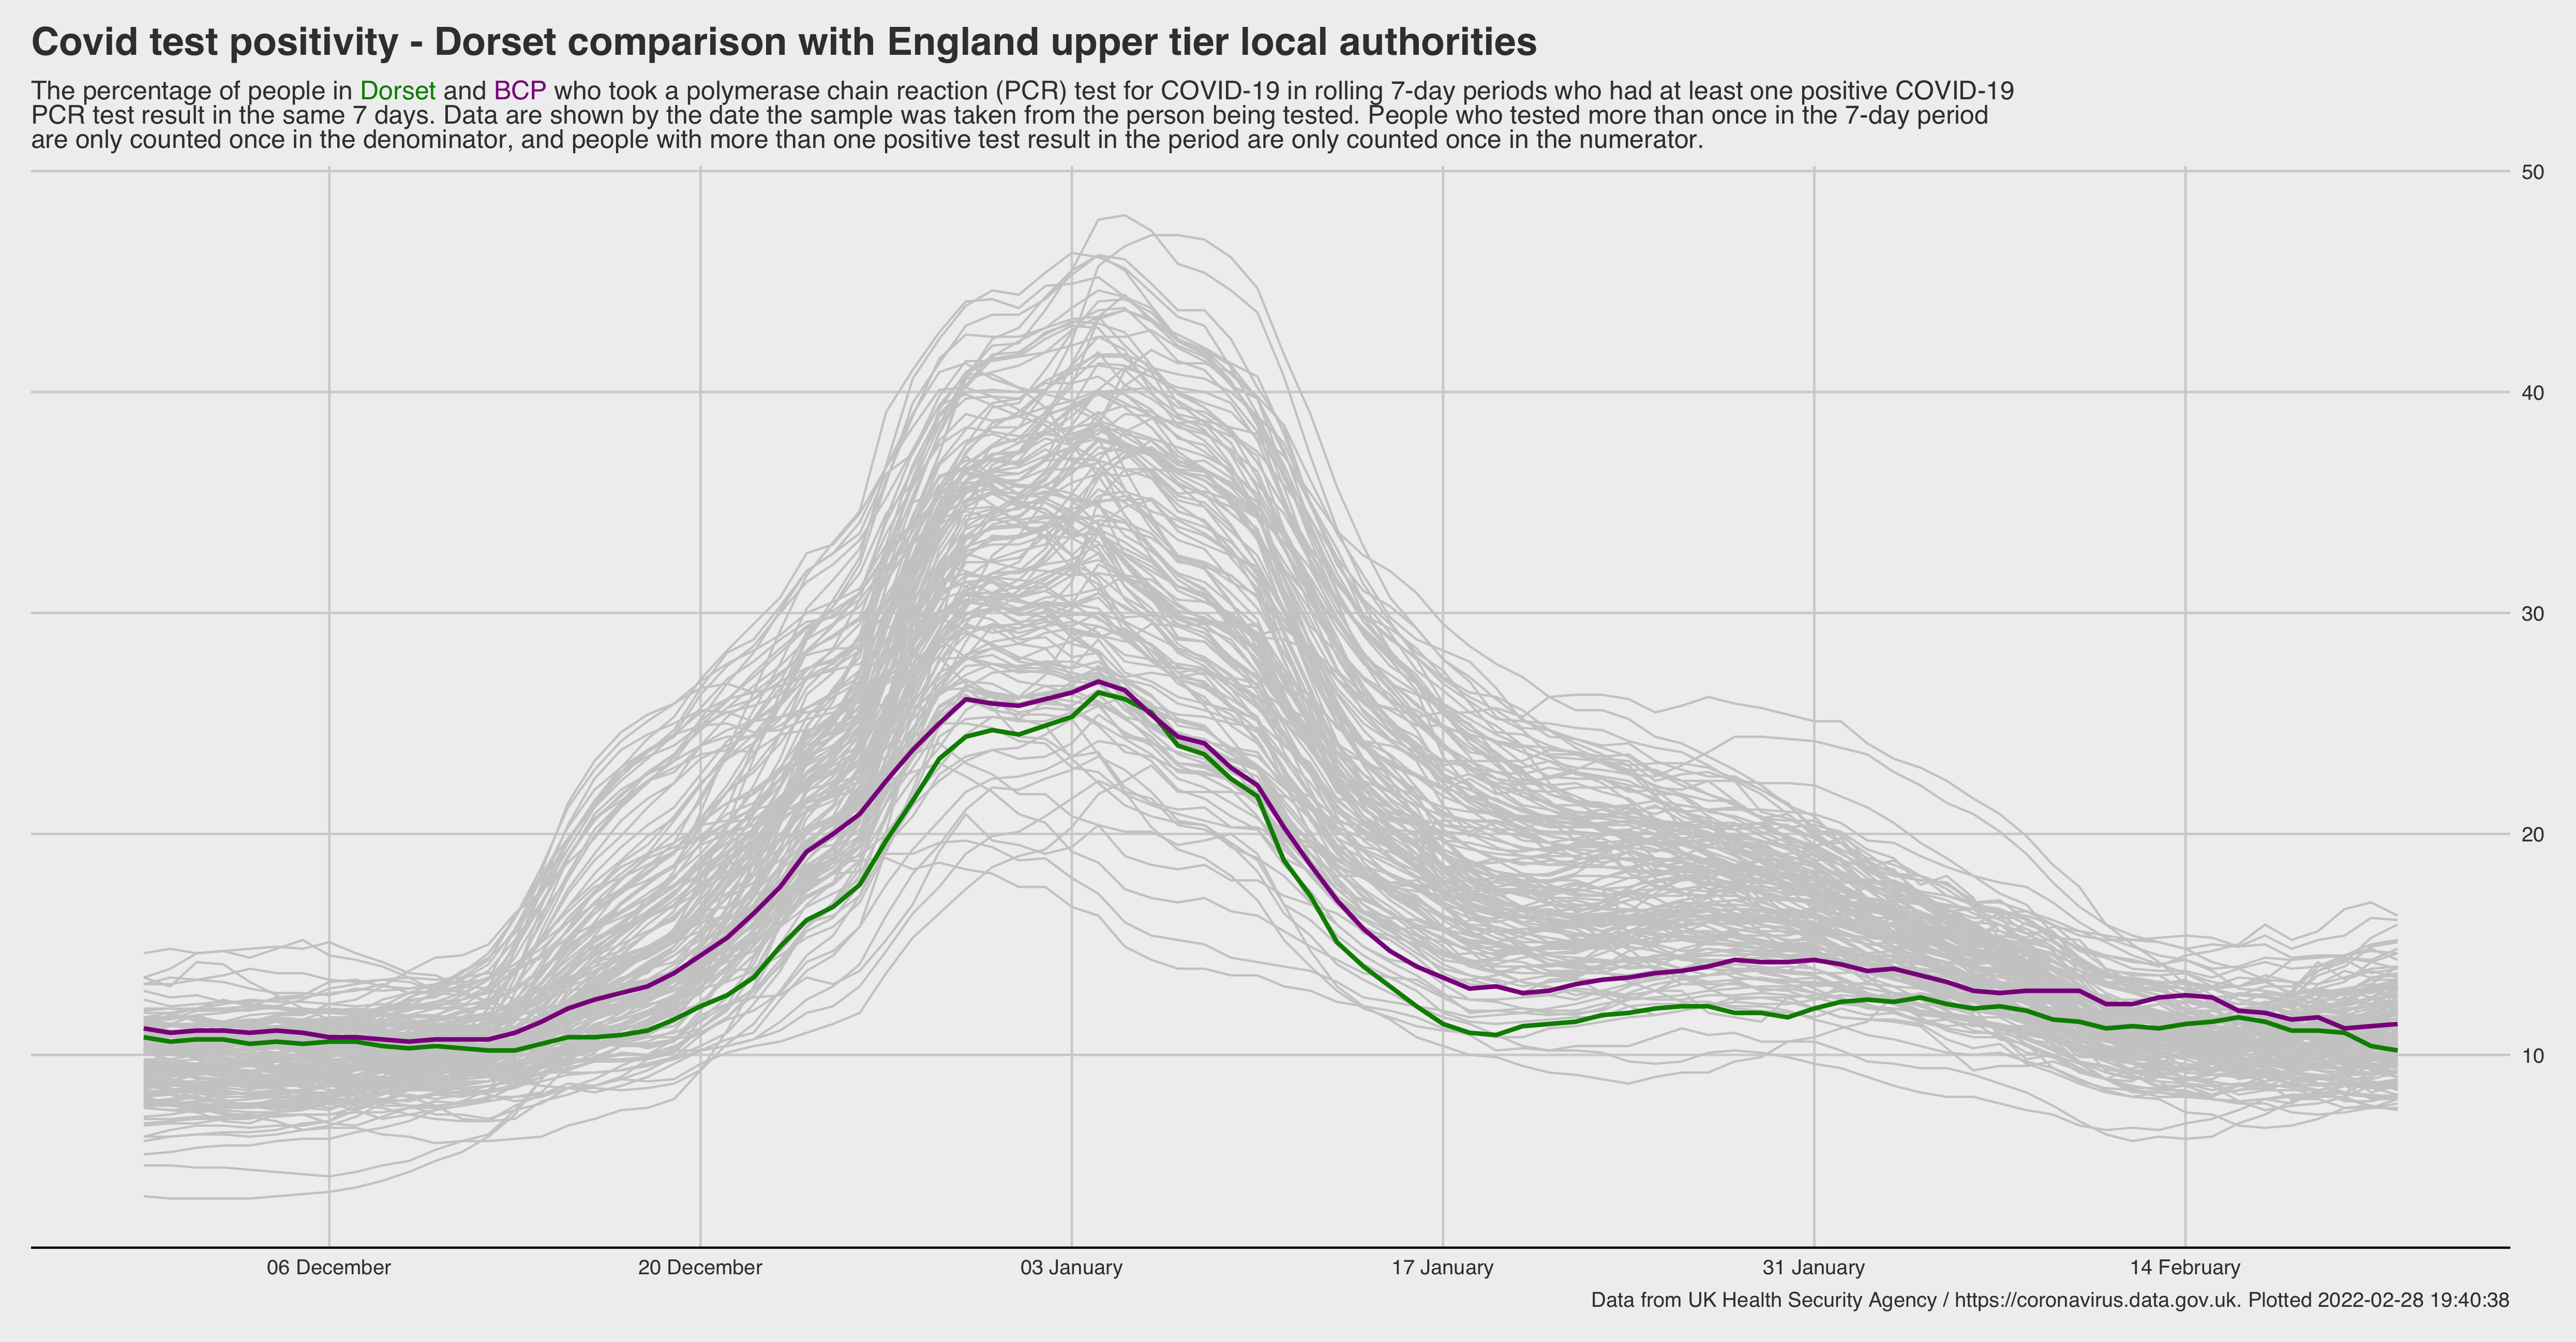 Covid test positivity - Dorset comparison with England upper tier local authorities
The percentage of people in Dorset and BCP who took a polymerase chain reaction (PCR) test for COVID-19 in rolling 7-day periods who had at least one positive COVID-19
PCR test result in the same 7 days. Data are shown by the date the sample was taken from the person being tested. People who tested more than once in the 7-day period
are only counted once in the denominator, and people with more than one positive test result in the period are only counted once in the numerator.
50
40
30
20
10
06 December
20 December
03 January
17 January
31 January
14 February
Data from UK Health Security Agency / https://coronavirus.data.gov.uk. Plotted 2022-02-28 19:40:38